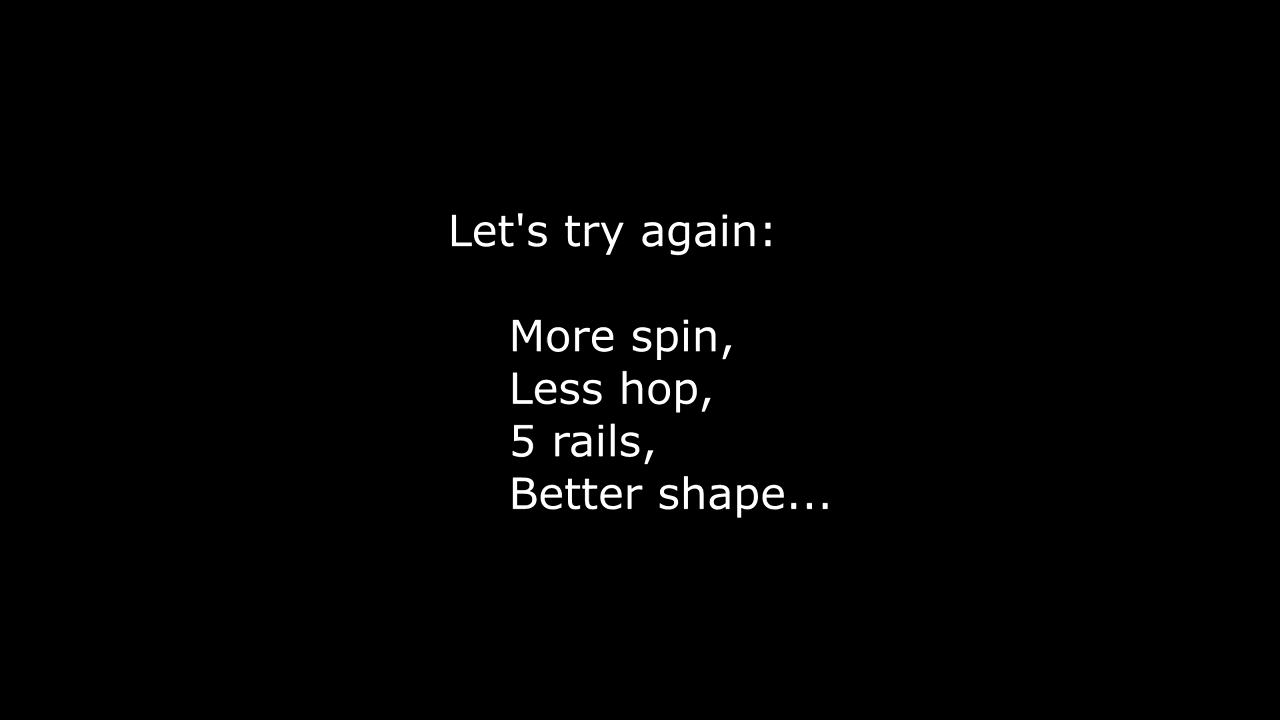 Let's try again:
More spin,
Less hop,
5 rails,
Better shape...